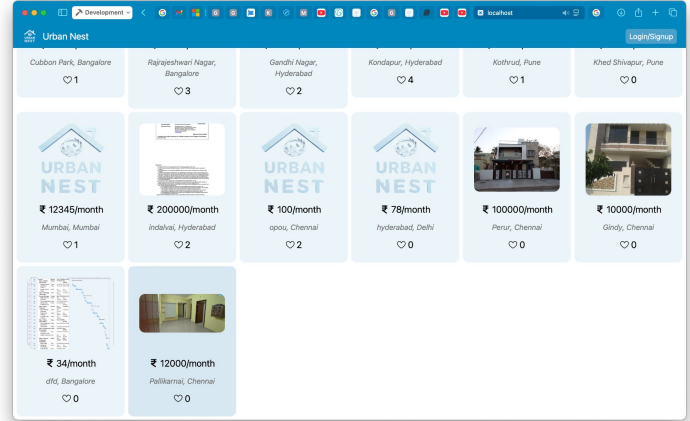 Development
localhost
URBAN
NEST
Urban Nest
Login/Signup
Cubbon Park, Bangalore
1
Rajrajeshwari Nagar,
Bangalore
3
Gandhi Nagar,
Hyderabad
2
Kondapur, Hyderabad
4
Kothrud, Pune
1
Khed Shivapur, Pune
0
URBAN
NEST
₹ 12345/month
Mumbai, Mumbai
1
₹ 200000/month
indalvai, Hyderabad
2
URBAN
NEST
₹ 100/month
opou, Chennai
2
URBAN
NEST
₹ 78/month
hyderabad, Delhi
0
₹ 100000/month
Perur, Chennai
0
₹ 10000/month
Gindy, Chennai
0
₹ 34/month
dfd, Bangalore
0
₹ 12000/month
Pallikarnai, Chennai
0